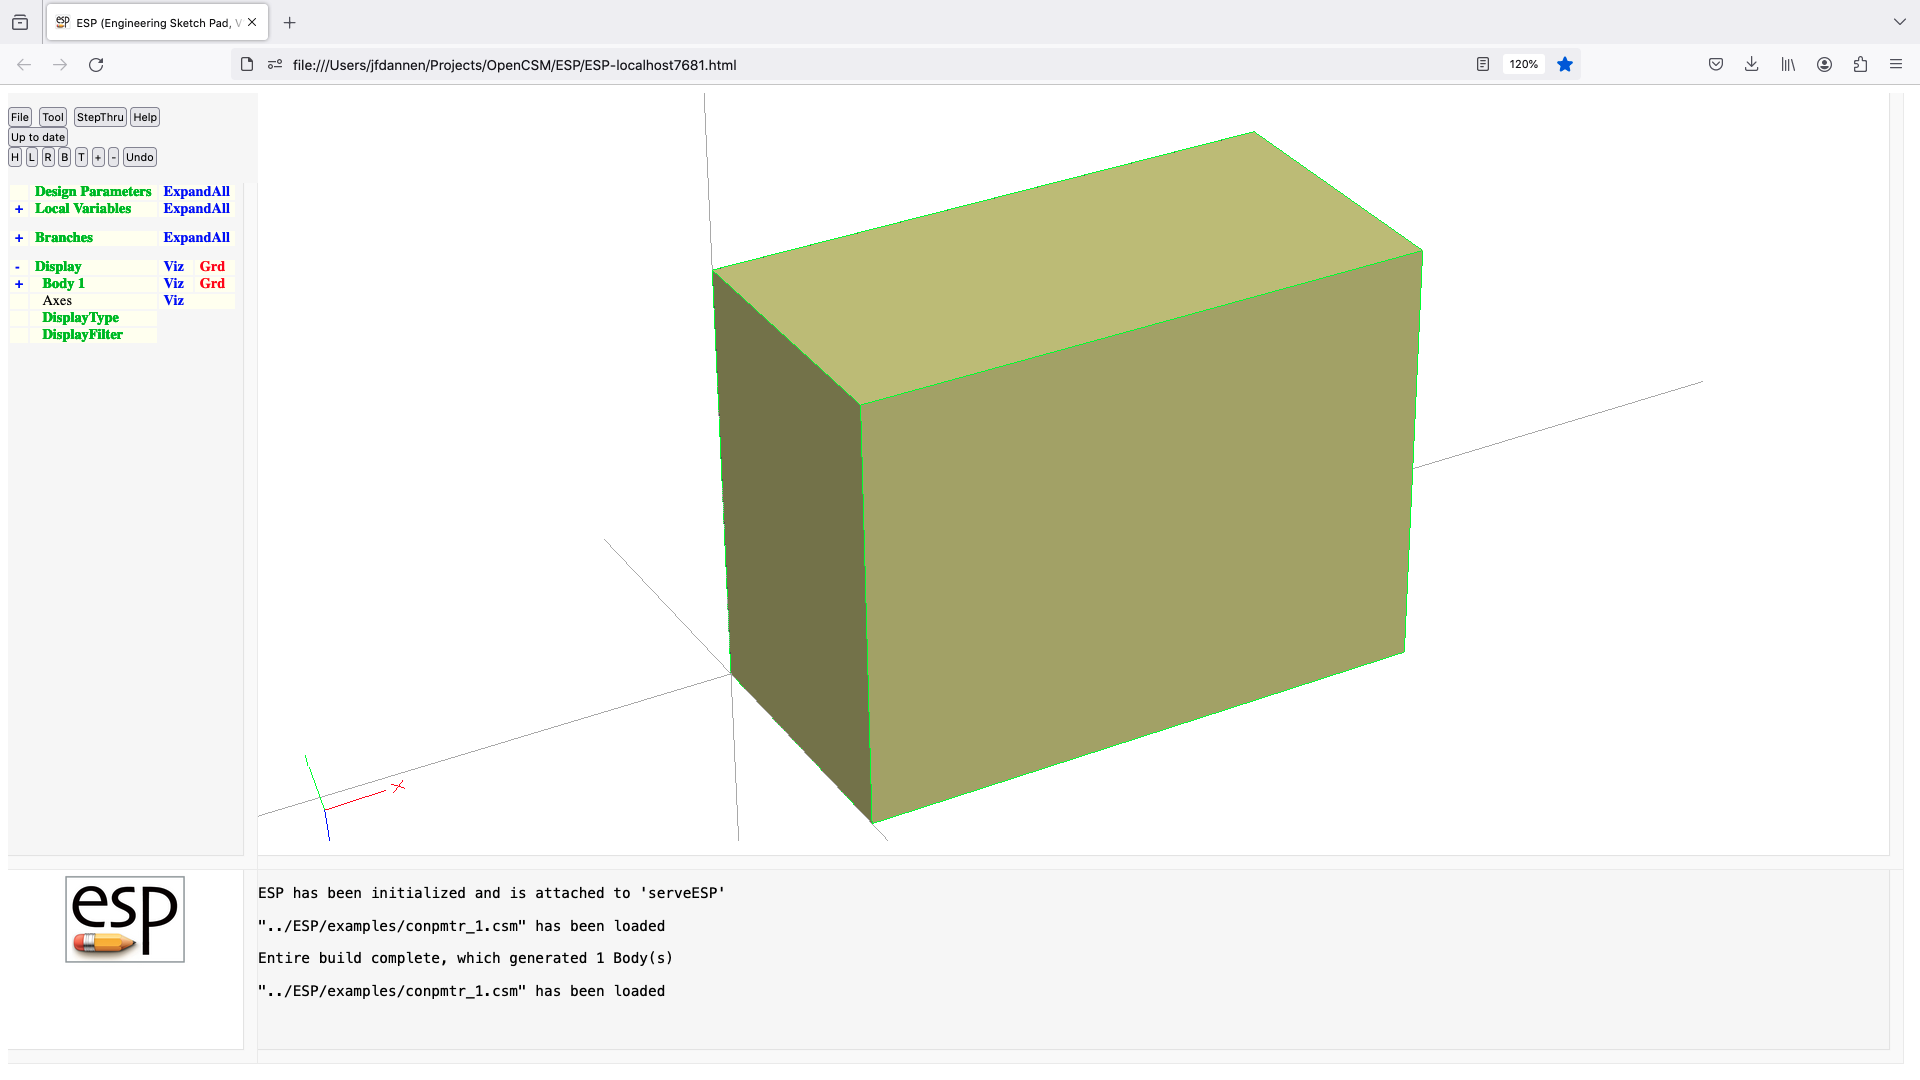 ESP (Engineering Sketch Pad, V
file:///Users/jfdannen/Projects/OpenCSM/ESP/ESP-localhost7681.html
120%
File Tool StepThru Help
Up to date
H L R B T + - Undo
Design Parameters ExpandAll
+ Local Variables ExpandAll
+ Branches ExpandAll
- Display Viz Grd
+ Body 1 Viz Grd
Axes Viz
DisplayType
DisplayFilter
X
esp
ESP has been initialized and is attached to 'serveESP'
"../ESP/examples/conpmtr_1.csm" has been loaded
Entire build complete, which generated 1 Body(s)
"../ESP/examples/conpmtr_1.csm" has been loaded